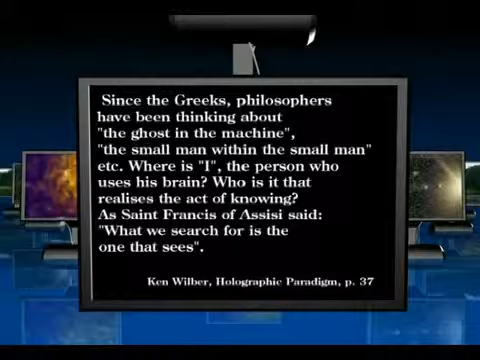 Since the Greeks, philosophers
have been thinking about
"the ghost in the machine",
"the small man within the small man"
etc. Where is "I", the person who
uses his brain? Who is it that
realises the act of knowing?
As Saint Francis of Assisi said:
"What we search for is the
one that sees".
Ken Wilber, Holographic Paradigm, p. 37